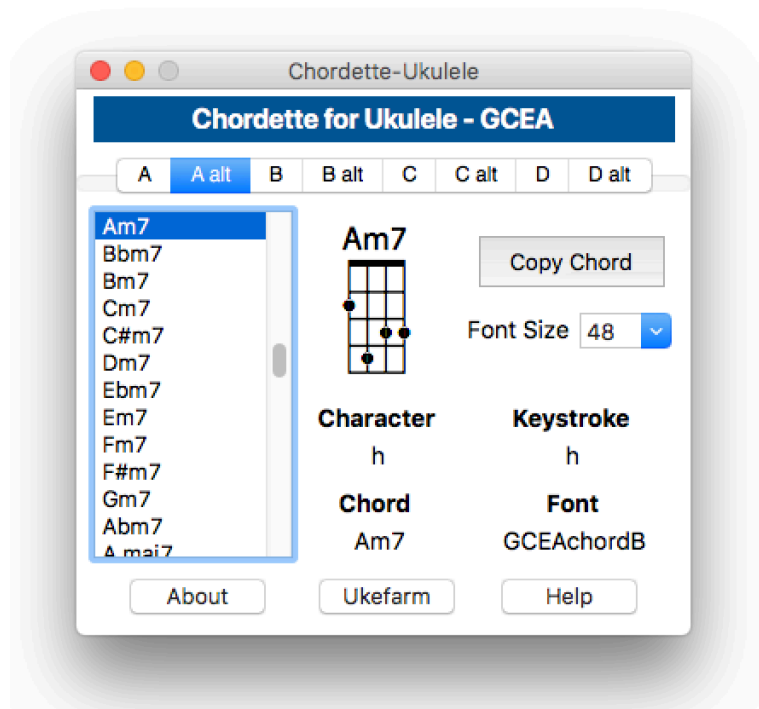 Chordette-Ukulele
Chordette for Ukulele - GCEA
A A alt B B alt C C alt D D alt
Am7
Bbm7
Bm7
Cm7
C#m7
Dm7
Ebm7
Em7
Fm7
F#m7
Gm7
Abm7
A maj7
Am7
Copy Chord
Font Size 48
Character
h
Keystroke
h
Chord
Am7
Font
GCEAchordB
About Ukefarm Help